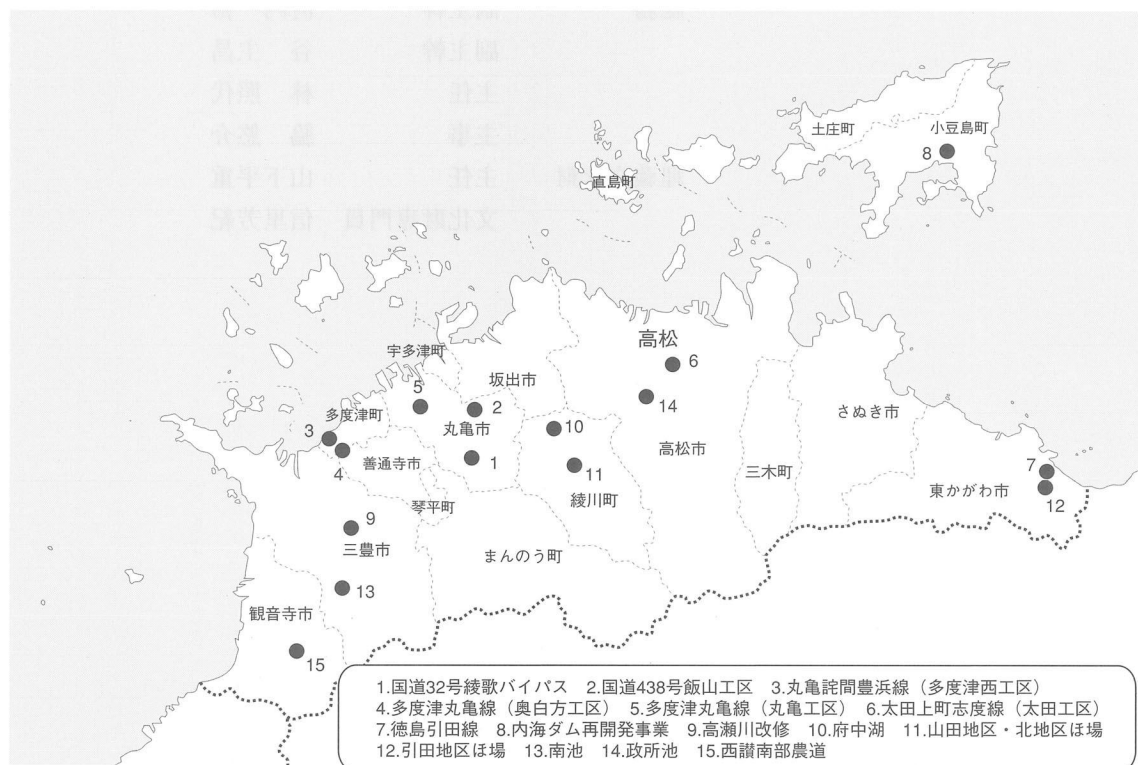 土庄町
小豆島町
8
直島町
高松
6
14
宇多津町
坂出市
5
2
10
多度津町
丸亀市
さぬき市
3
4
善通寺市
1
11
高松市
三木町
7
12
東かがわ市
琴平町
綾川町
9
三豊市
まんのう町
13
観音寺市
15
1.国道32号綾歌バイパス 2.国道438号飯山工区 3.丸亀詫間豊浜線（多度津西工区）
4.多度津丸亀線（奥白方工区） 5.多度津丸亀線（丸亀工区） 6.太田上町志度線（太田工区）
7.徳島引田線 8.内海ダム再開発事業 9.高瀬川改修 10.府中湖 11.山田地区・北地区ほ場
12.引田地区ほ場 13.南池 14.政所池 15.西讃南部農道